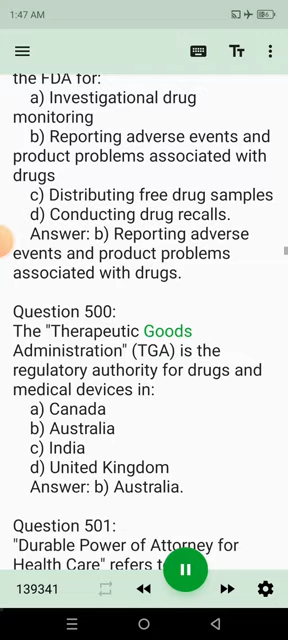 1:47 AM
the FDA for:
a) Investigational drug
monitoring
b) Reporting adverse events and
product problems associated with
drugs
c) Distributing free drug samples
d) Conducting drug recalls.
Answer: b) Reporting adverse
events and product problems
associated with drugs.
Question 500:
The "Therapeutic Goods
Administration" (TGA) is the
regulatory authority for drugs and
medical devices in:
a) Canada
b) Australia
c) India
d) United Kingdom
Answer: b) Australia.
Question 501:
"Durable Power of Attorney for
Health Care" refers
139341